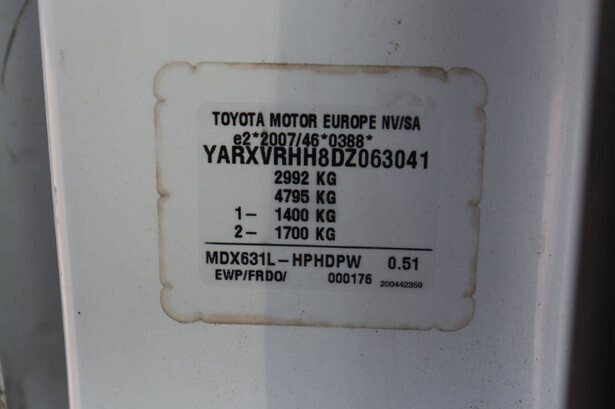 TOYOTA MOTOR EUROPE NV/SA
e2*2007/46*0388*
YARXVRHH8DZ063041
2992 KG
4795 KG
1- 1400 KG
2- 1700 KG
MDX631L-HPHDPW 0.51
EWP/FRDO/ 000176 200442359